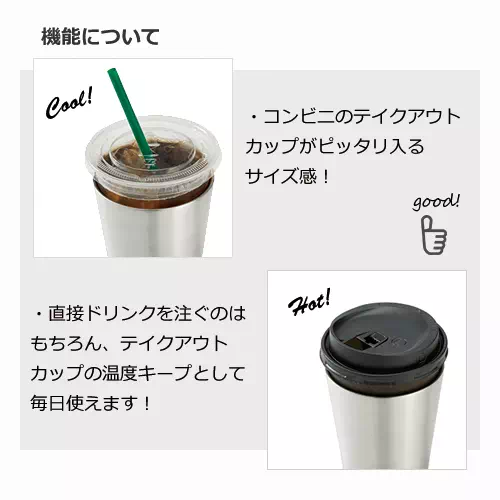 機能について
Cool!
・コンビニのテイクアウト
カップがピッタリ入る
サイズ感！
good!
・直接ドリンクを注ぐのは
もちろん、テイクアウト
カップの温度キープとして
毎日使えます！
Hot!